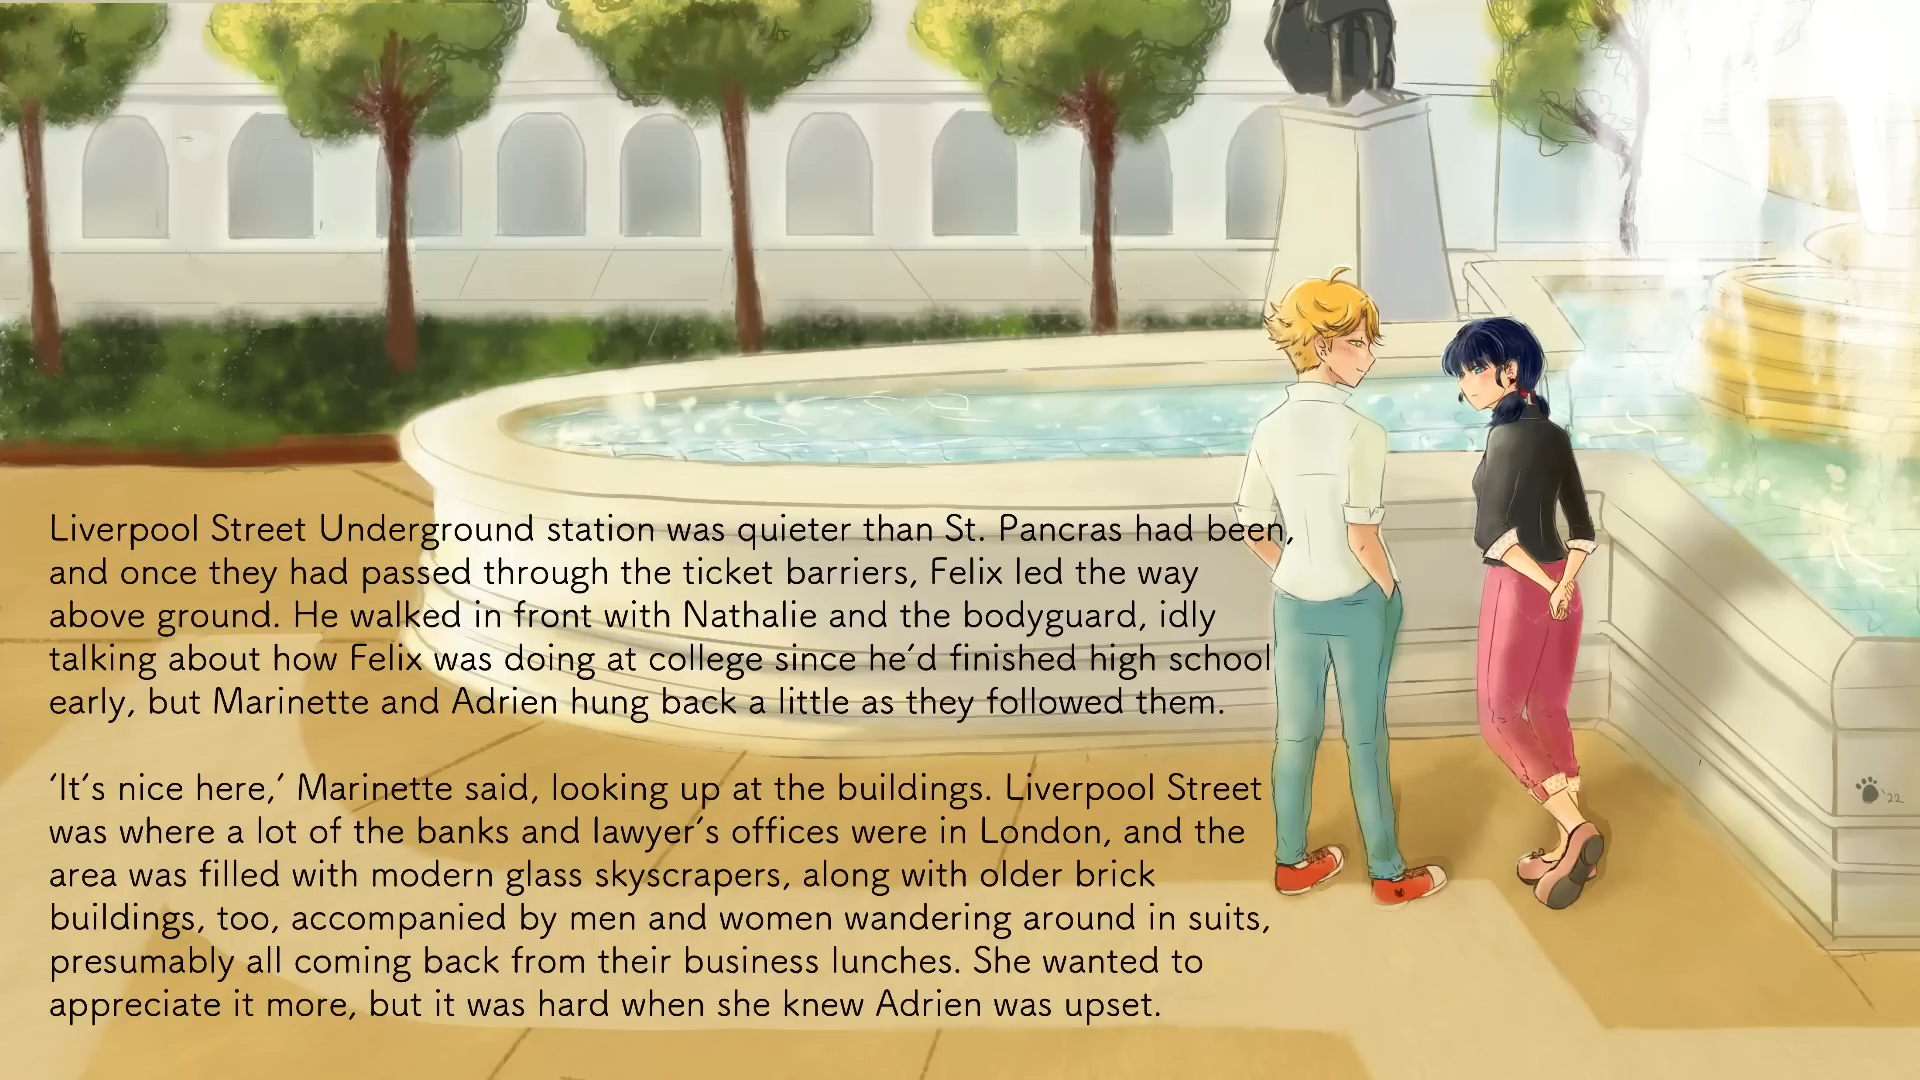 Liverpool Street Underground station was quieter than St. Pancras had been,
and once they had passed through the ticket barriers, Felix led the way
above ground. He walked in front with Nathalie and the bodyguard, idly
talking about how Felix was doing at college since he’d finished high school
early, but Marinette and Adrien hung back a little as they followed them.
‘It’s nice here,’ Marinette said, looking up at the buildings. Liverpool Street
was where a lot of the banks and lawyer’s offices were in London, and the
area was filled with modern glass skyscrapers, along with older brick
buildings, too, accompanied by men and women wandering around in suits,
presumably all coming back from their business lunches. She wanted to
appreciate it more, but it was hard when she knew Adrien was upset.
'22